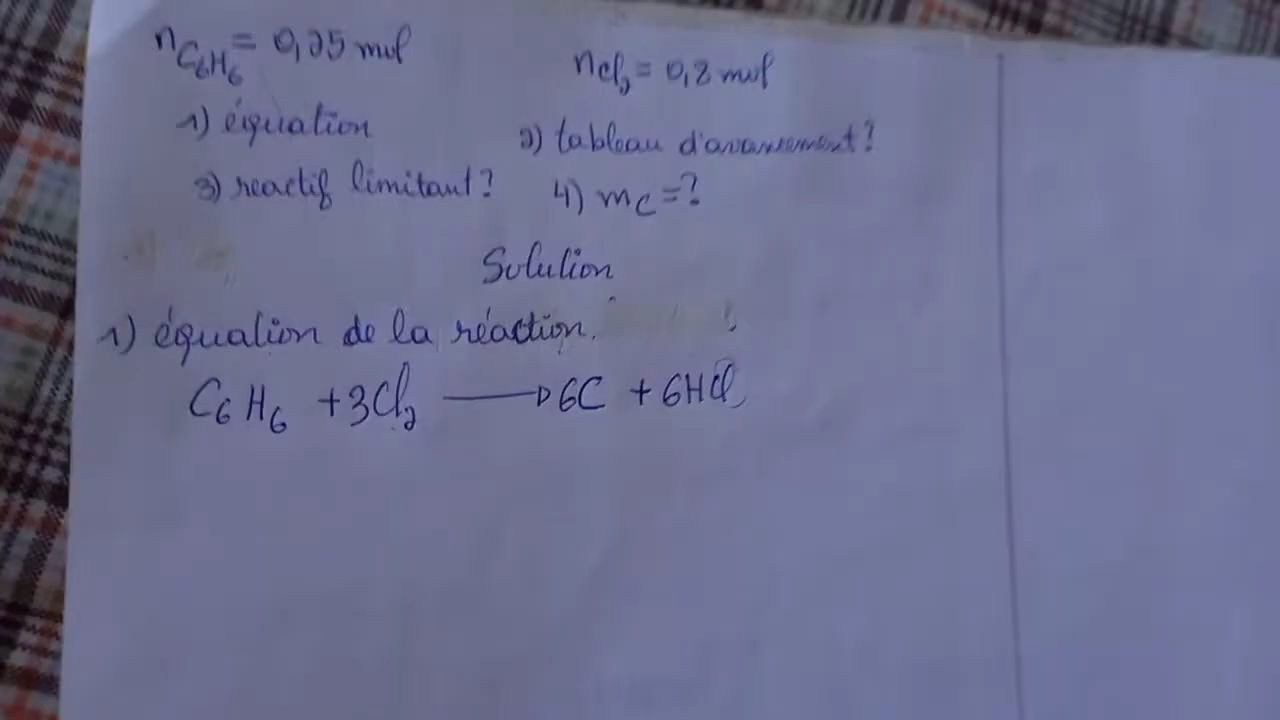 nC₆H₆ = 0,25 mol nCl₂ = 0,8 mol
1) équation 2) tableau d'avancement?
3) reactif limitant? 4) mC = ?
Solution
1) équation de la réaction.
C₆H₆ + 3Cl₂ → 6C + 6HCl